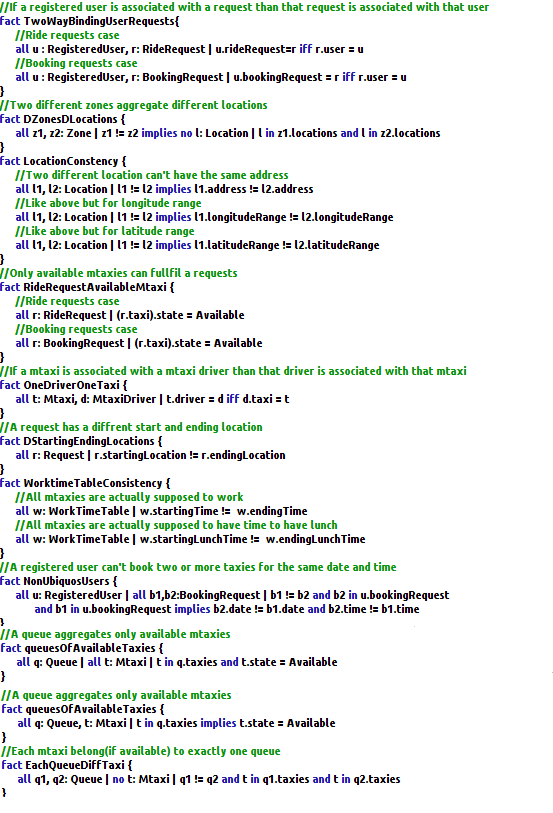 //If a registered user is associated with a request than that request is associated with that user
fact TwoWayBindingUserRequests{
//Ride requests case
all u : RegisteredUser, r: RideRequest | u.rideRequest=r iff r.user = u
//Booking requests case
all u : RegisteredUser, r: BookingRequest | u.bookingRequest = r iff r.user = u
}
//Two different zones aggregate different locations
fact DZonesDLocations {
all z1, z2: Zone | z1 != z2 implies no l: Location | l in z1.locations and l in z2.locations
}
fact LocationConstency {
//Two different location can't have the same address
all l1, l2: Location | l1 != l2 implies l1.address != l2.address
//Like above but for longitude range
all l1, l2: Location | l1 != l2 implies l1.longitudeRange != l2.longitudeRange
//Like above but for latitude range
all l1, l2: Location | l1 != l2 implies l1.latitudeRange != l2.latitudeRange
}
//Only available mtaxies can fullfil a requests
fact RideRequestAvailableMtaxi {
//Ride requests case
all r: RideRequest | (r.taxi).state = Available
//Booking requests case
all r: BookingRequest | (r.taxi).state = Available
}
//If a mtaxi is associated with a mtaxi driver than that driver is associated with that mtaxi
fact OneDriverOneTaxi {
all t: Mtaxi, d: MtaxiDriver | t.driver = d iff d.taxi = t
}
//A request has a diffrent start and ending location
fact DStartingEndingLocations {
all r: Request | r.startingLocation != r.endingLocation
}
fact WorktimeTableConsistency {
//All mtaxies are actually supposed to work
all w: WorkTimeTable | w.startingTime != w.endingTime
//All mtaxies are actually supposed to have time to have lunch
all w: WorkTimeTable | w.startingLunchTime != w.endingLunchTime
}
//A registered user can't book two or more taxies for the same date and time
fact NonUbiquosUsers {
all u: RegisteredUser | all b1,b2:BookingRequest | b1 != b2 and b2 in u.bookingRequest
and b1 in u.bookingRequest implies b2.date != b1.date and b2.time != b1.time
}
//A queue aggregates only available mtaxies
fact queuesOfAvailableTaxies {
all q: Queue | all t: Mtaxi | t in q.taxies and t.state = Available
}
//A queue aggregates only available mtaxies
fact queuesOfAvailableTaxies {
all q: Queue, t: Mtaxi | t in q.taxies implies t.state = Available
}
//Each mtaxi belong(if available) to exactly one queue
fact EachQueueDiffTaxi {
all q1, q2: Queue | no t: Mtaxi | q1 != q2 and t in q1.taxies and t in q2.taxies
}